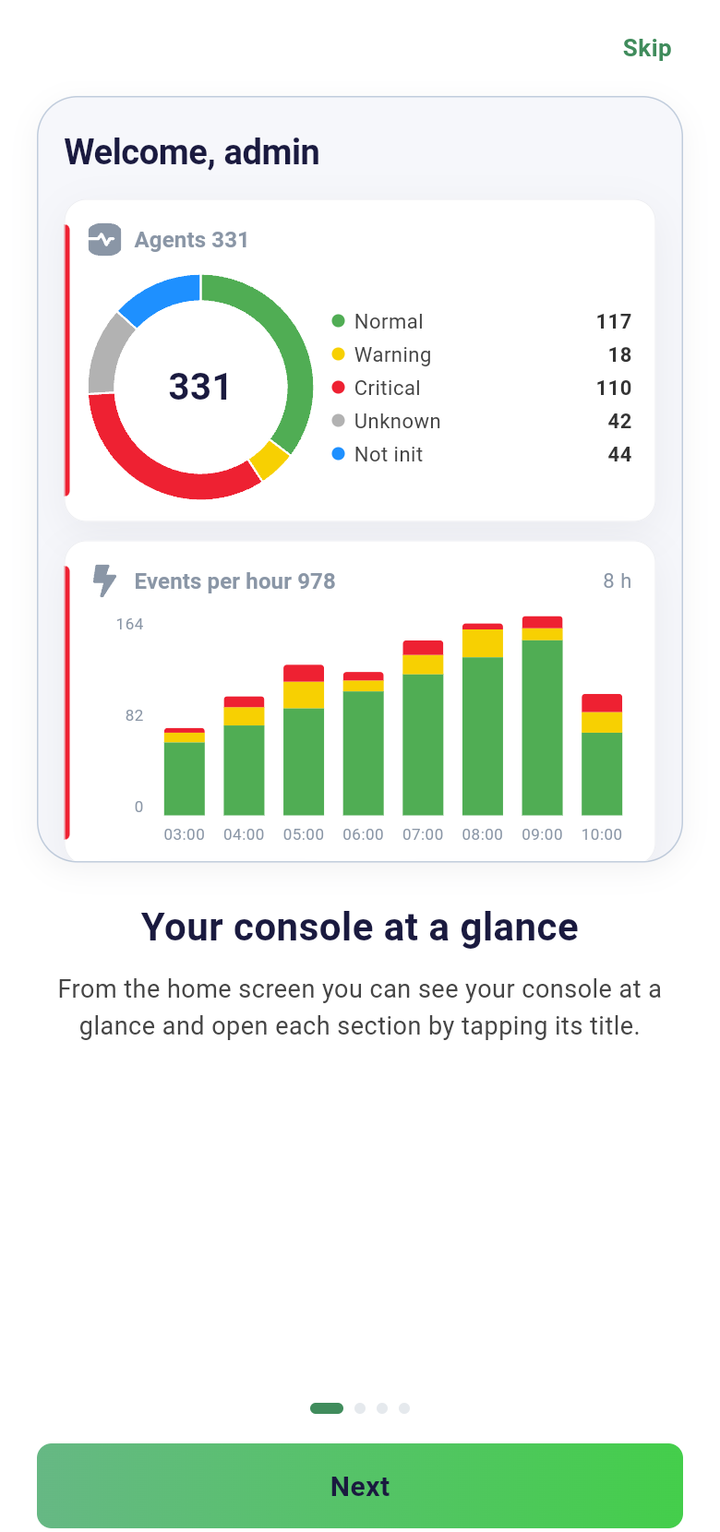 Skip
Welcome, admin
Agents 331
331
Normal 117
Warning 18
Critical 110
Unknown 42
Not init 44
Events per hour 978 8 h
164
82
0
03:00 04:00 05:00 06:00 07:00 08:00 09:00 10:00
Your console at a glance
From the home screen you can see your console at a
glance and open each section by tapping its title.
Next